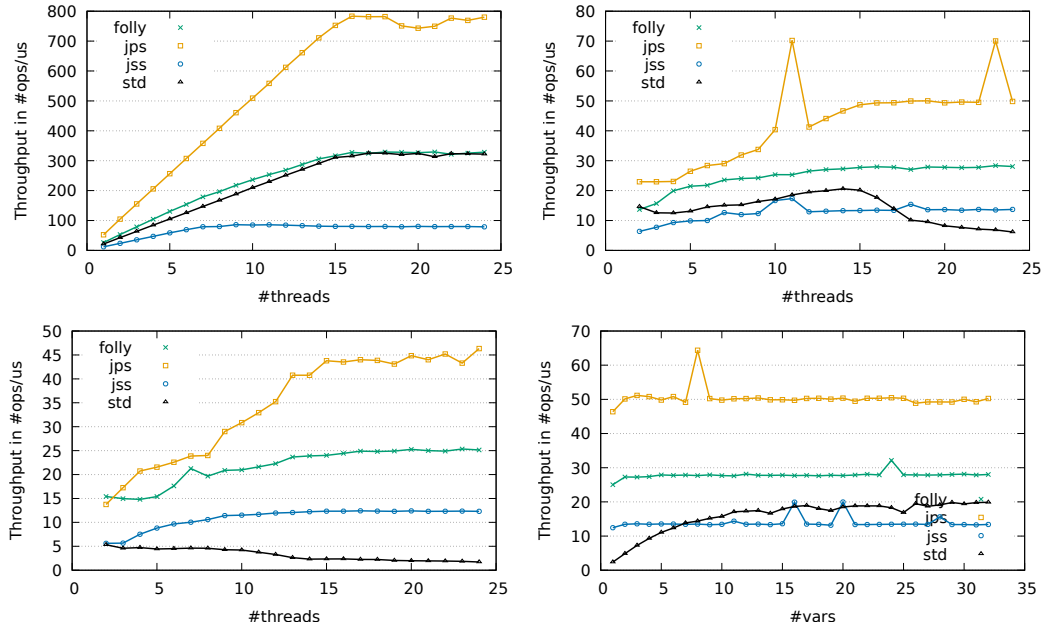 800
700
600
500
400
300
200
100
0
Throughput in #ops/us
folly
jps
jss
std
0 5 10 15 20 25
#threads
80
70
60
50
40
30
20
10
0
Throughput in #ops/us
folly
jps
jss
std
0 5 10 15 20 25
#threads
50
45
40
35
30
25
20
15
10
5
0
Throughput in #ops/us
folly
jps
jss
std
0 5 10 15 20 25
#threads
70
60
50
40
30
20
10
0
Throughput in #ops/us
folly
jps
jss
std
0 5 10 15 20 25 30 35
#vars